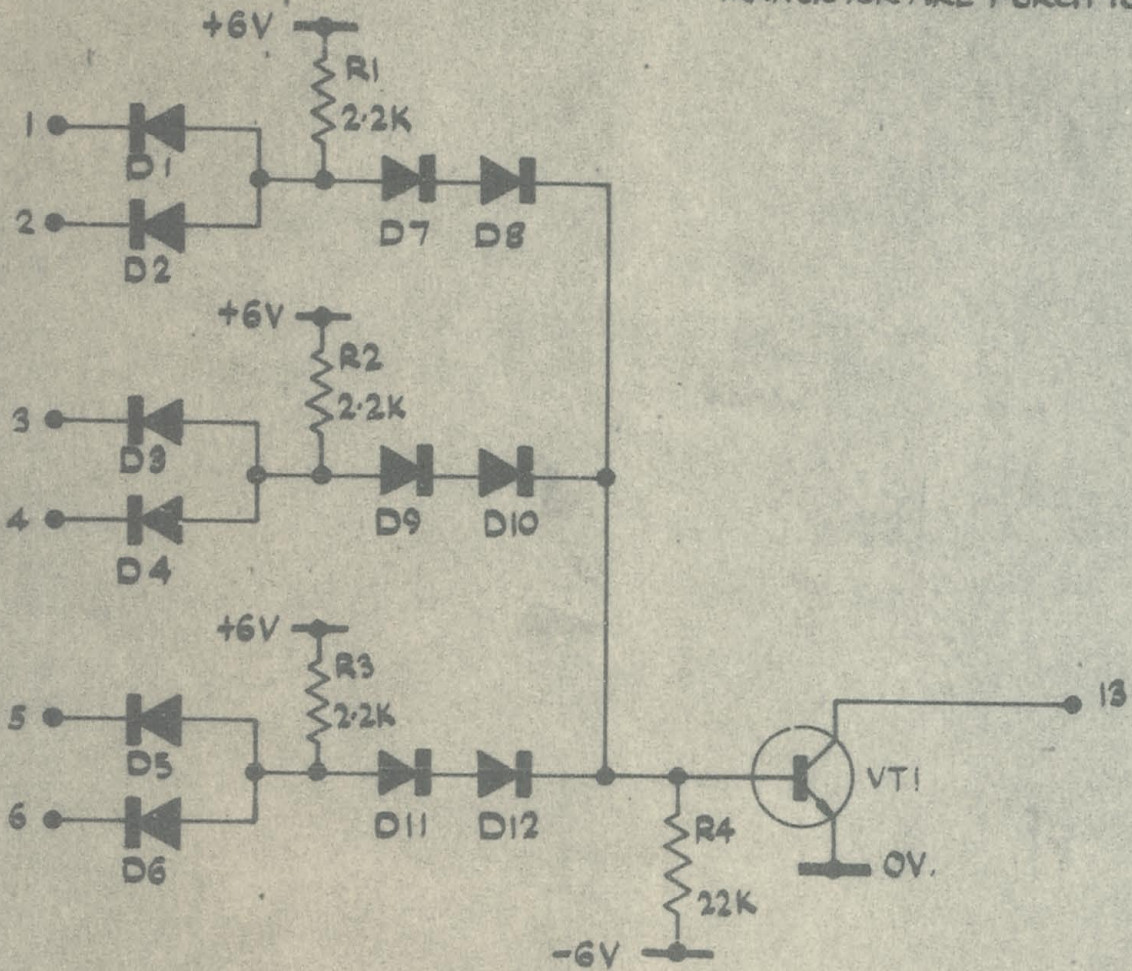 +6V
R1
2·2K
1
D1
2
D2
D7 D8
+6V
R2
2·2K
3
D3
4
D4
D9 D10
+6V
R3
2·2K
5
D5
6
D6
D11 D12
13
VT1
R4
22K
0V.
-6V